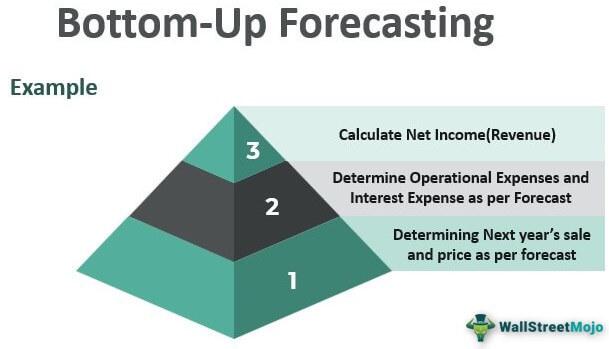 Bottom-Up Forecasting
Example
3
Calculate Net Income(Revenue)
2
Determine Operational Expenses and
Interest Expense as per Forecast
1
Determining Next year's sale
and price as per forecast
WallStreetMojo